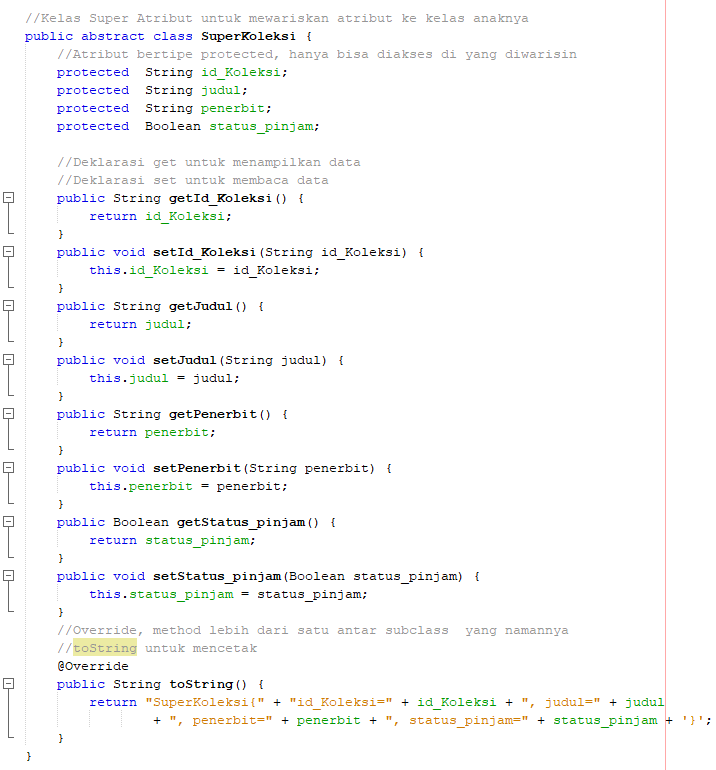 //Kelas Super Atribut untuk mewariskan atribut ke kelas anaknya
public abstract class SuperKoleksi {
//Atribut bertipe protected, hanya bisa diakses di yang diwarisin
protected  String id_Koleksi;
protected  String judul;
protected  String penerbit;
protected  Boolean status_pinjam;
//Deklarasi get untuk menampilkan data
//Deklarasi set untuk membaca data
public String getId_Koleksi() {
return id_Koleksi;
}
public void setId_Koleksi(String id_Koleksi) {
this.id_Koleksi = id_Koleksi;
}
public String getJudul() {
return judul;
}
public void setJudul(String judul) {
this.judul = judul;
}
public String getPenerbit() {
return penerbit;
}
public void setPenerbit(String penerbit) {
this.penerbit = penerbit;
}
public Boolean getStatus_pinjam() {
return status_pinjam;
}
public void setStatus_pinjam(Boolean status_pinjam) {
this.status_pinjam = status_pinjam;
}
//Override, method lebih dari satu antar subclass  yang namannya
//toString untuk mencetak
@Override
public String toString() {
return "SuperKoleksi{" + "id_Koleksi=" + id_Koleksi + ", judul=" + judul
+ ", penerbit=" + penerbit + ", status_pinjam=" + status_pinjam + '}';
}
}